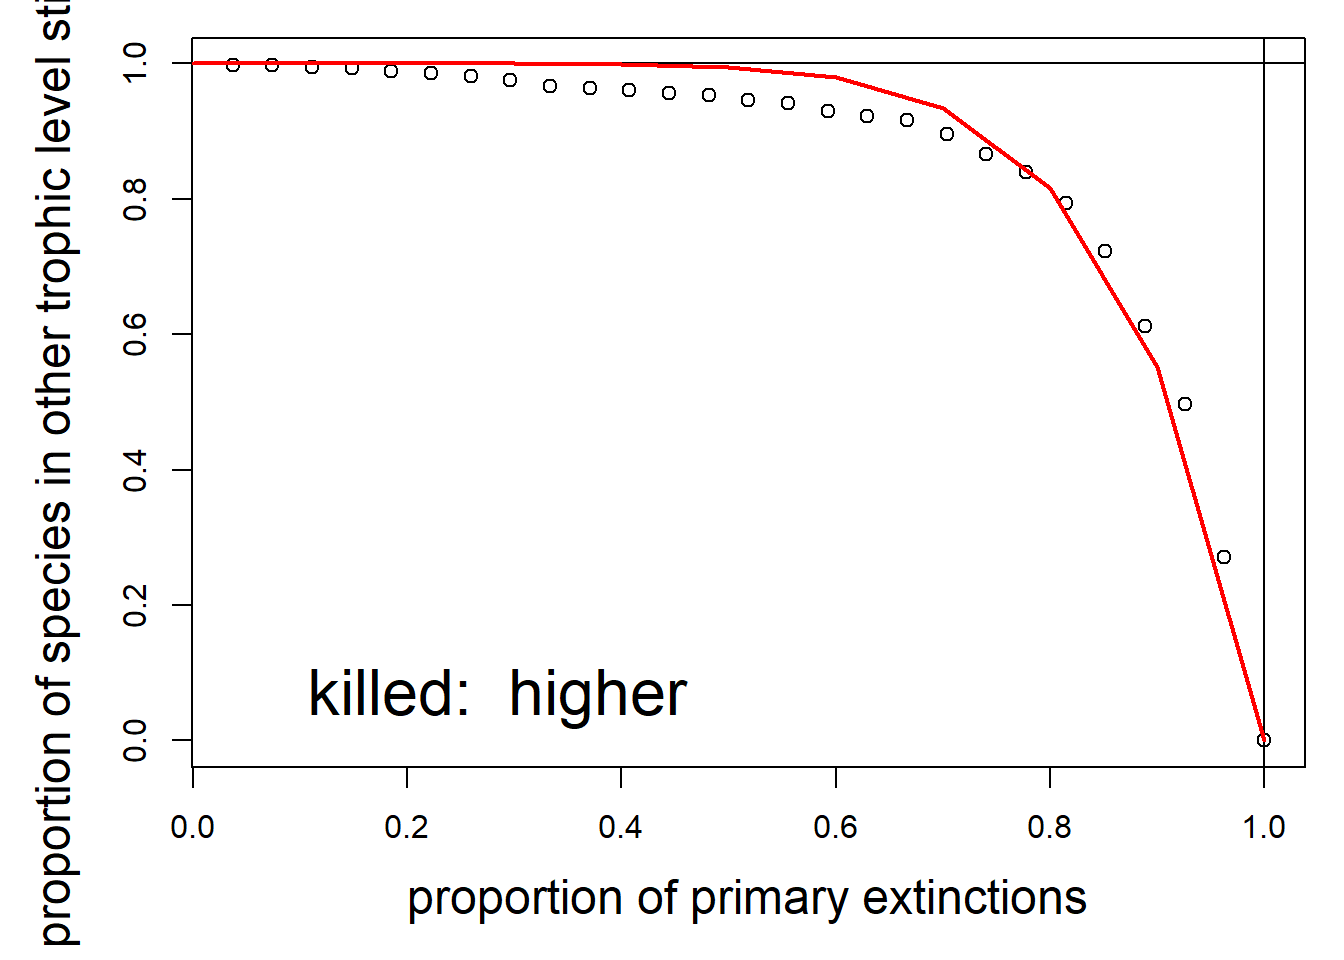 proportion of species in other trophic level
1.0
0.8
0.6
0.4
0.2
0.0
killed: higher
0.0 0.2 0.4 0.6 0.8 1.0
proportion of primary extinctions